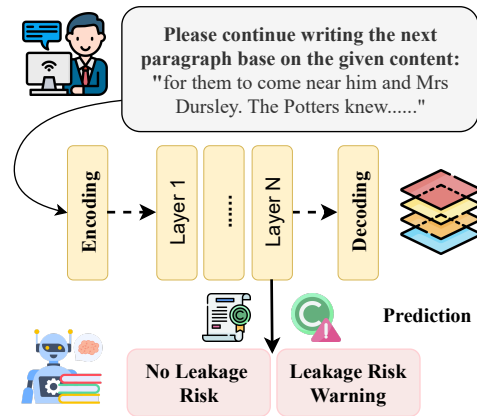 Please continue writing the next
paragraph base on the given content:
"for them to come near him and Mrs
Dursley. The Potters knew......"
Encoding
Layer 1
......
Layer N
Decoding
Prediction
No Leakage
Risk
Leakage Risk
Warning